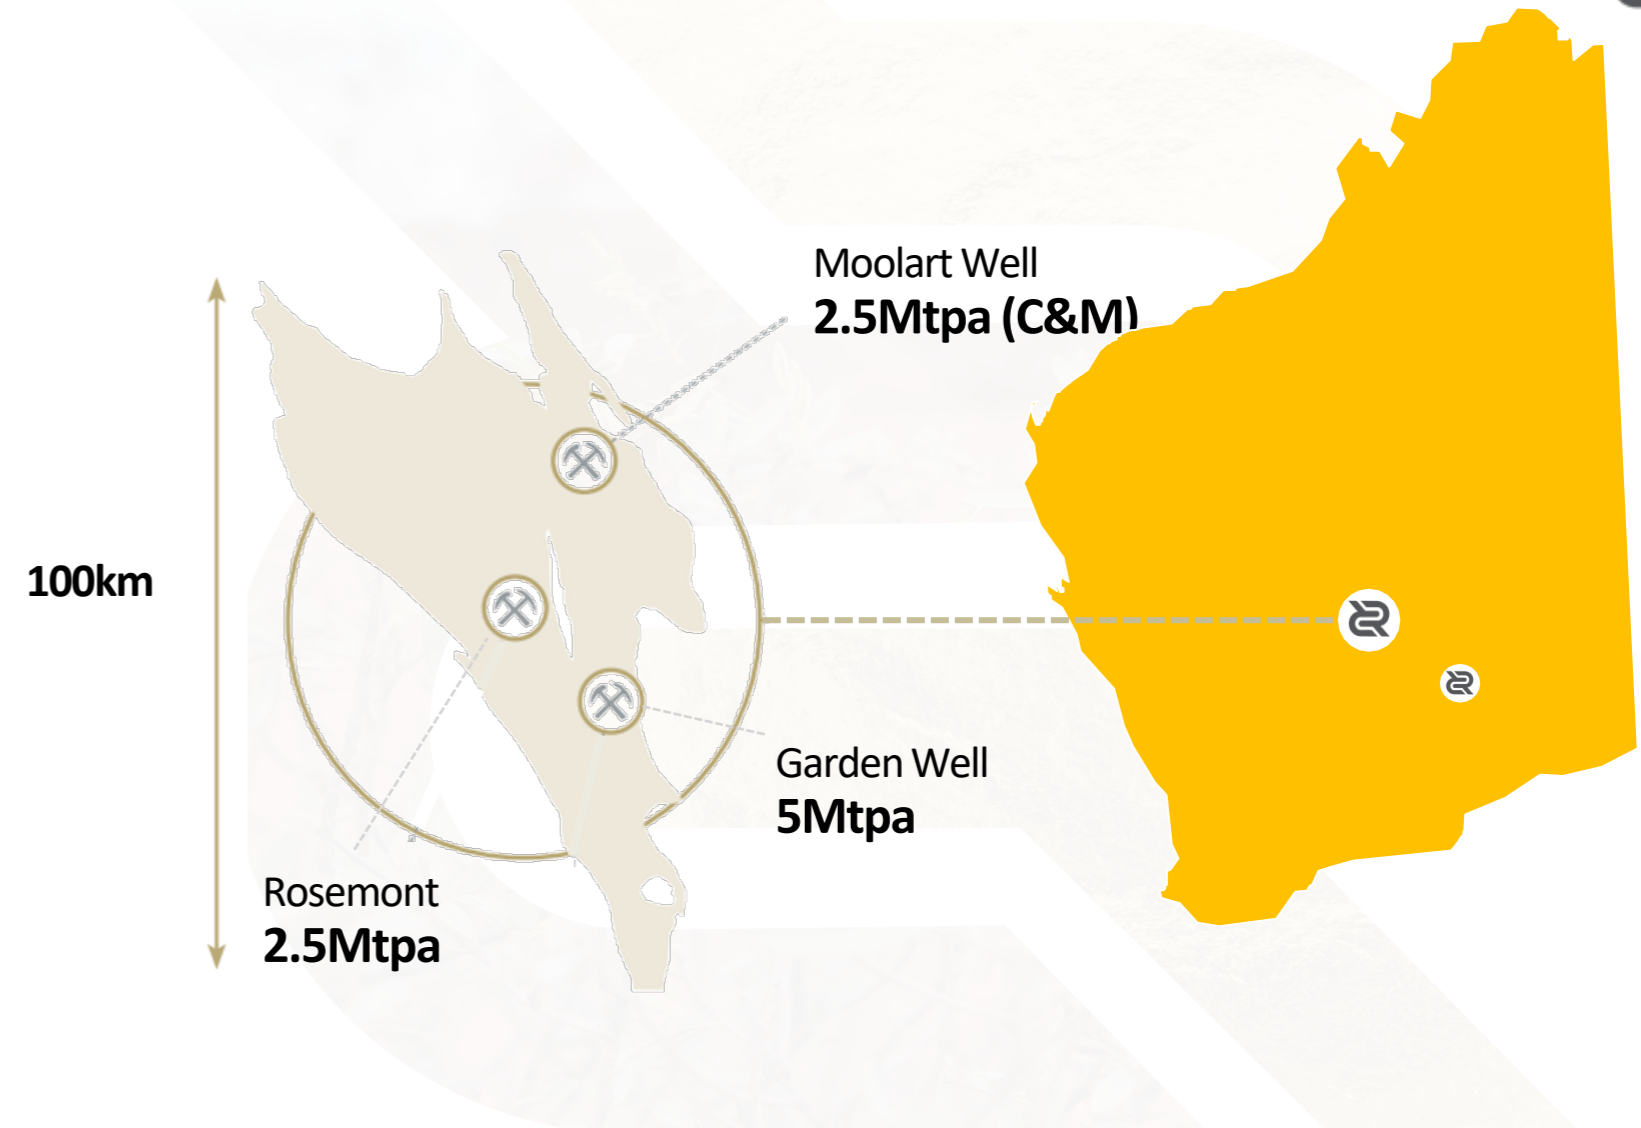 Moolart Well
2.5Mtpa (C&M)
100km
Garden Well
5Mtpa
Rosemont
2.5Mtpa